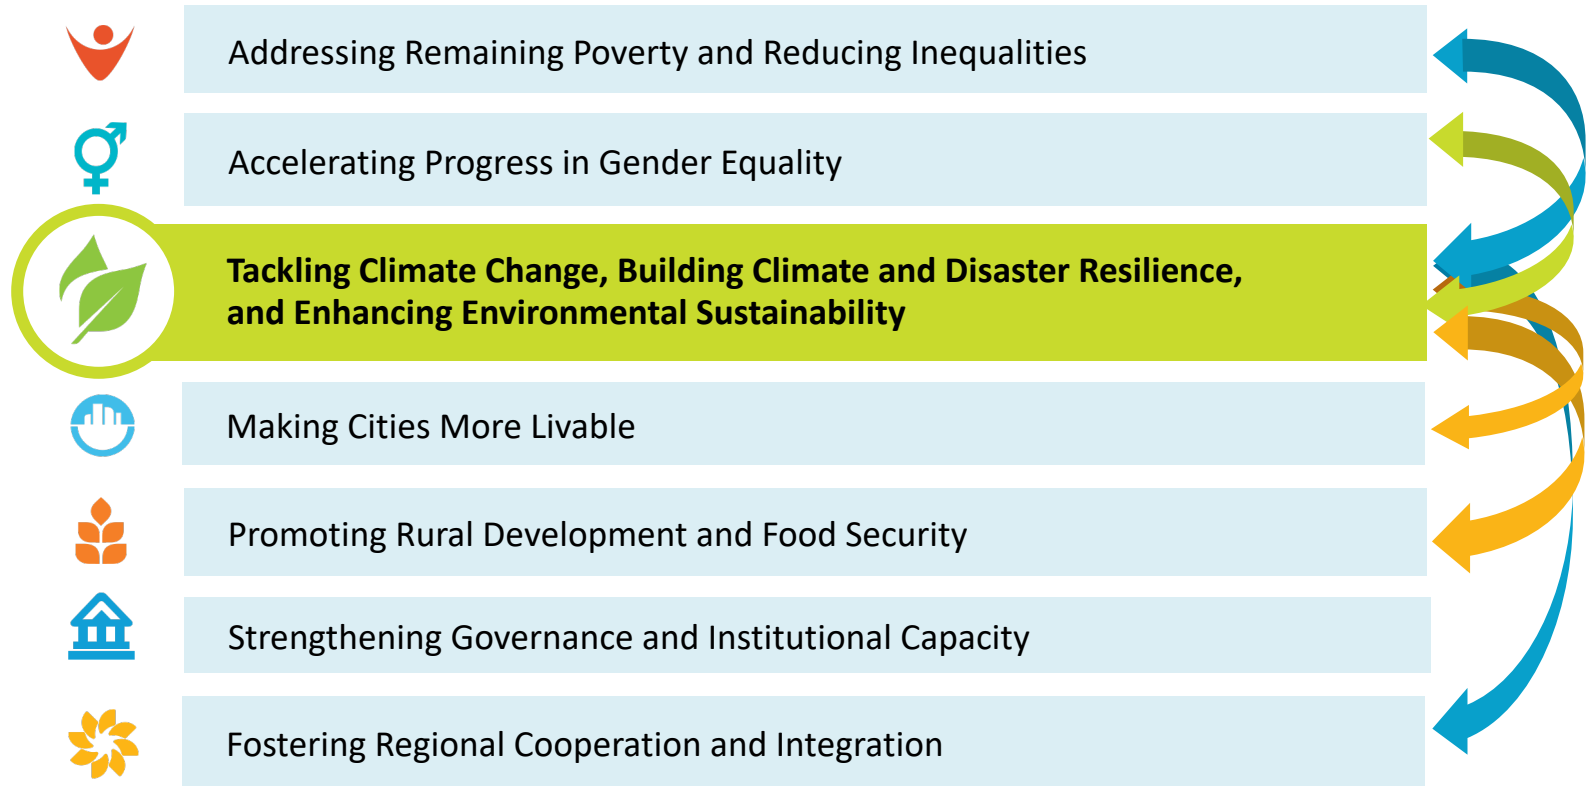 Addressing Remaining Poverty and Reducing Inequalities
Accelerating Progress in Gender Equality
Tackling Climate Change, Building Climate and Disaster Resilience,
and Enhancing Environmental Sustainability
Making Cities More Livable
Promoting Rural Development and Food Security
Strengthening Governance and Institutional Capacity
Fostering Regional Cooperation and Integration